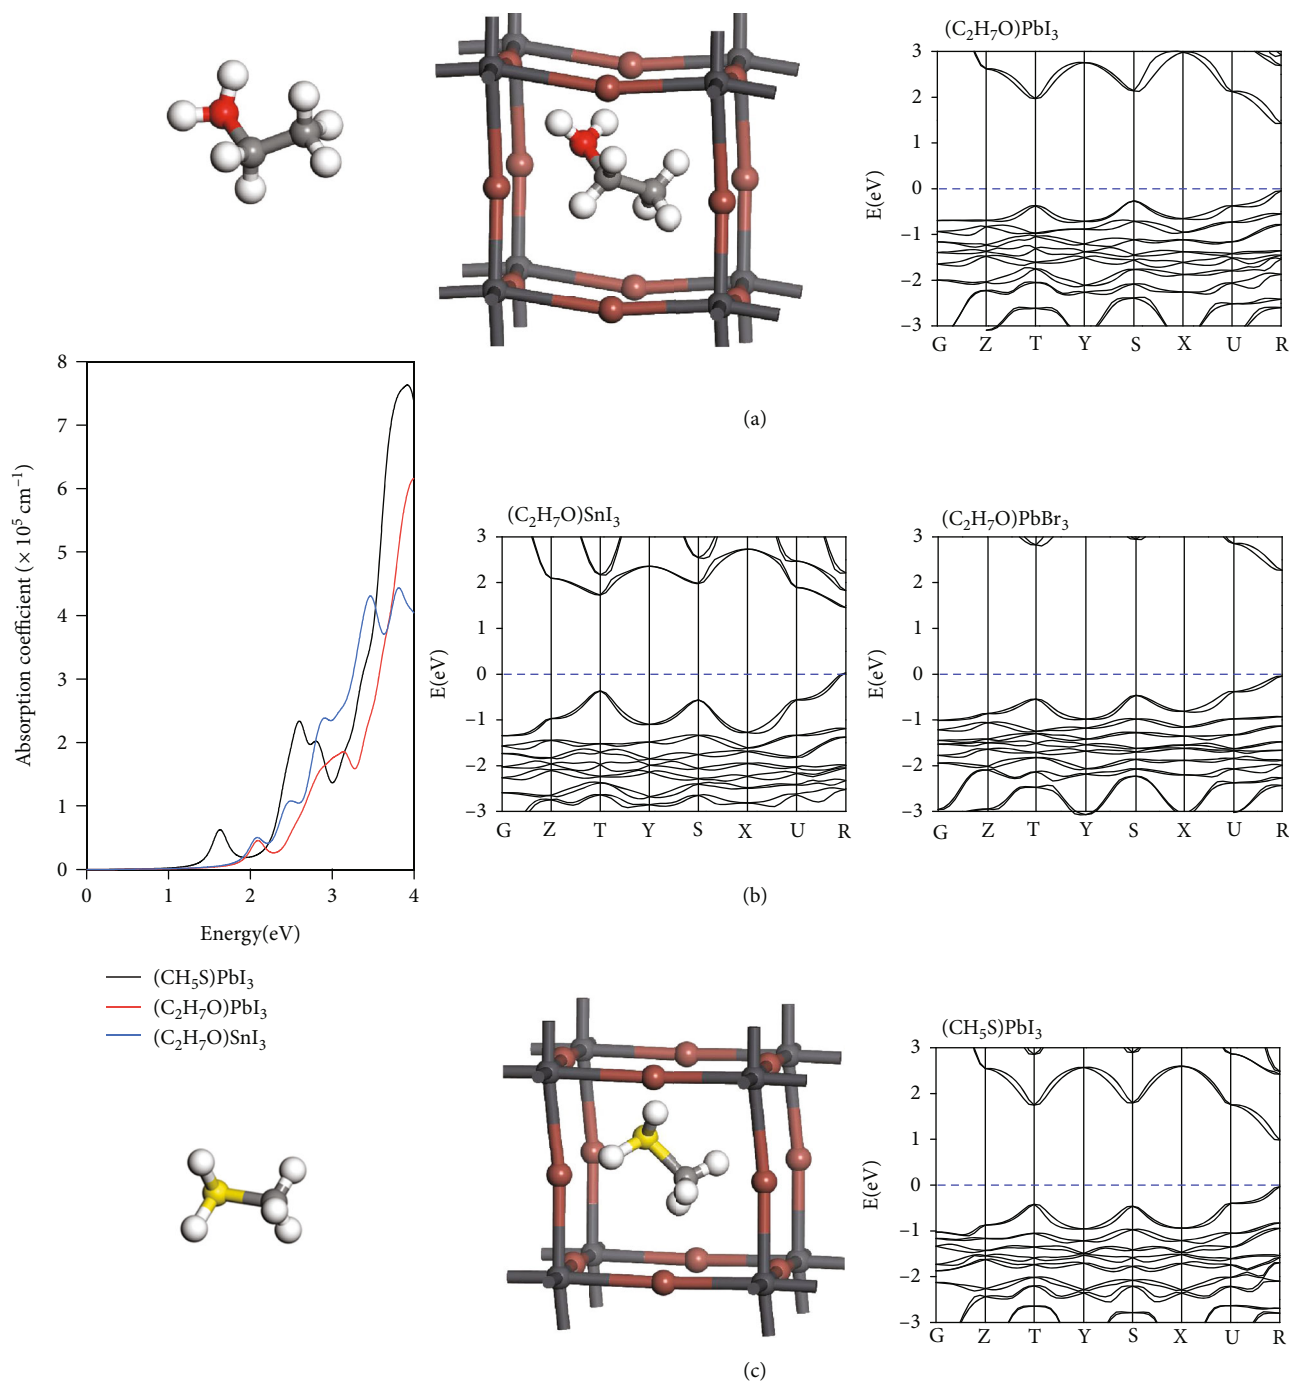 (C₂H₇O)PbI₃
3
2
1
0
−1
−2
−3
E(eV)
G Z T Y S X U R
(a)
8
7
6
5
4
3
2
1
0
Absorption coefficient (× 10⁵ cm⁻¹)
0 1 2 3 4
Energy(eV)
(CH₅S)PbI₃
(C₂H₇O)PbI₃
(C₂H₇O)SnI₃
(C₂H₇O)SnI₃
3
2
1
0
−1
−2
−3
E(eV)
G Z T Y S X U R
(C₂H₇O)PbBr₃
3
2
1
0
−1
−2
−3
E(eV)
G Z T Y S X U R
(b)
(CH₅S)PbI₃
3
2
1
0
−1
−2
−3
E(eV)
G Z T Y S X U R
(c)